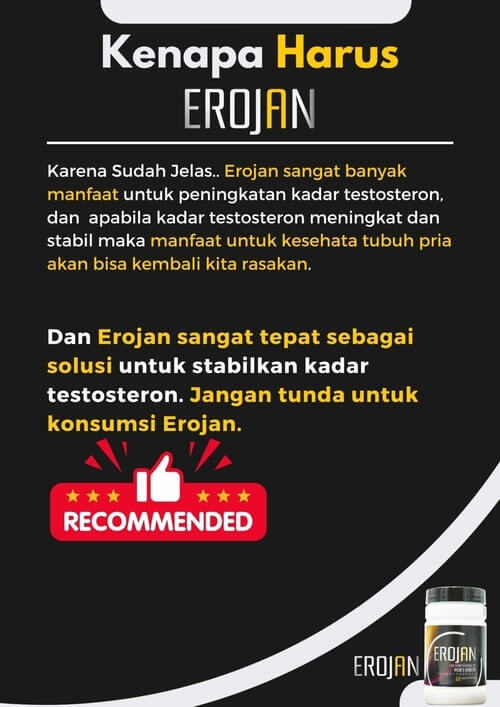 Kenapa Harus
EROJAN
Karena Sudah Jelas.. Erojan sangat banyak
manfaat untuk peningkatan kadar testosteron,
dan apabila kadar testosteron meningkat dan
stabil maka manfaat untuk kesehata tubuh pria
akan bisa kembali kita rasakan.
Dan Erojan sangat tepat sebagai
solusi untuk stabilkan kadar
testosteron. Jangan tunda untuk
konsumsi Erojan.
RECOMMENDED
EROJAN
EROJAN
MEN'S HEALTH